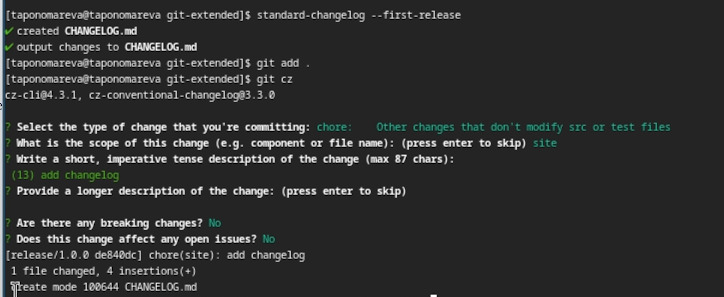 [taponomareva@taponomareva git-extended]$ standard-changelog --first-release
✔ created CHANGELOG.md
✔ output changes to CHANGELOG.md
[taponomareva@taponomareva git-extended]$ git add .
[taponomareva@taponomareva git-extended]$ git cz
cz-cli@4.3.1, cz-conventional-changelog@3.3.0
? Select the type of change that you're committing: chore:    Other changes that don't modify src or test files
? What is the scope of this change (e.g. component or file name): (press enter to skip) site
? Write a short, imperative tense description of the change (max 87 chars):
(13) add changelog
? Provide a longer description of the change: (press enter to skip)
? Are there any breaking changes? No
? Does this change affect any open issues? No
[release/1.0.0 de840dc] chore(site): add changelog
1 file changed, 4 insertions(+)
create mode 100644 CHANGELOG.md